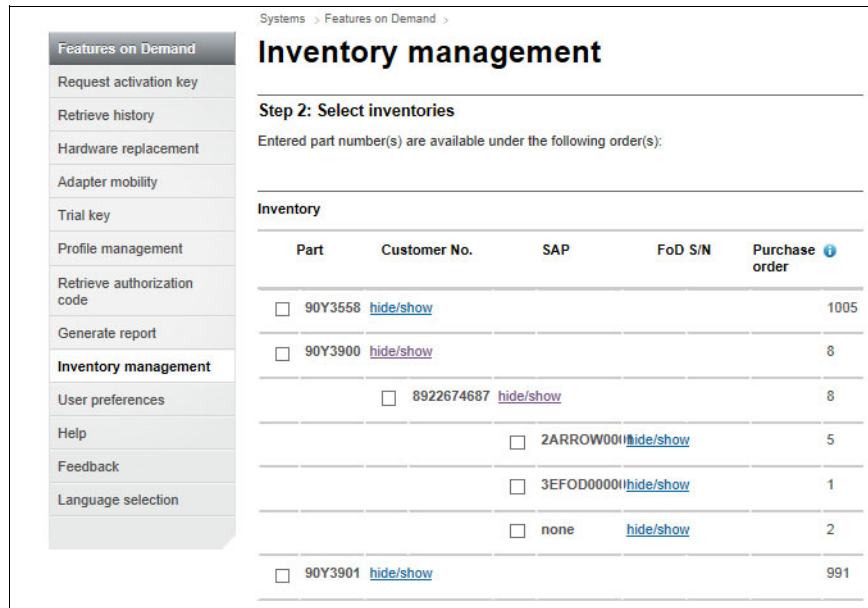 Systems > Features on Demand >
Features on Demand
Request activation key
Retrieve history
Hardware replacement
Adapter mobility
Trial key
Profile management
Retrieve authorization
code
Generate report
Inventory management
User preferences
Help
Feedback
Language selection
Inventory management
Step 2: Select inventories
Entered part number(s) are available under the following order(s):
Inventory
Part Customer No. SAP FoD S/N Purchase
order
90Y3558 hide/show 1005
90Y3900 hide/show 8
8922674687 hide/show 8
hide/show 5
hide/show 1
none hide/show 2
90Y3901 hide/show 991